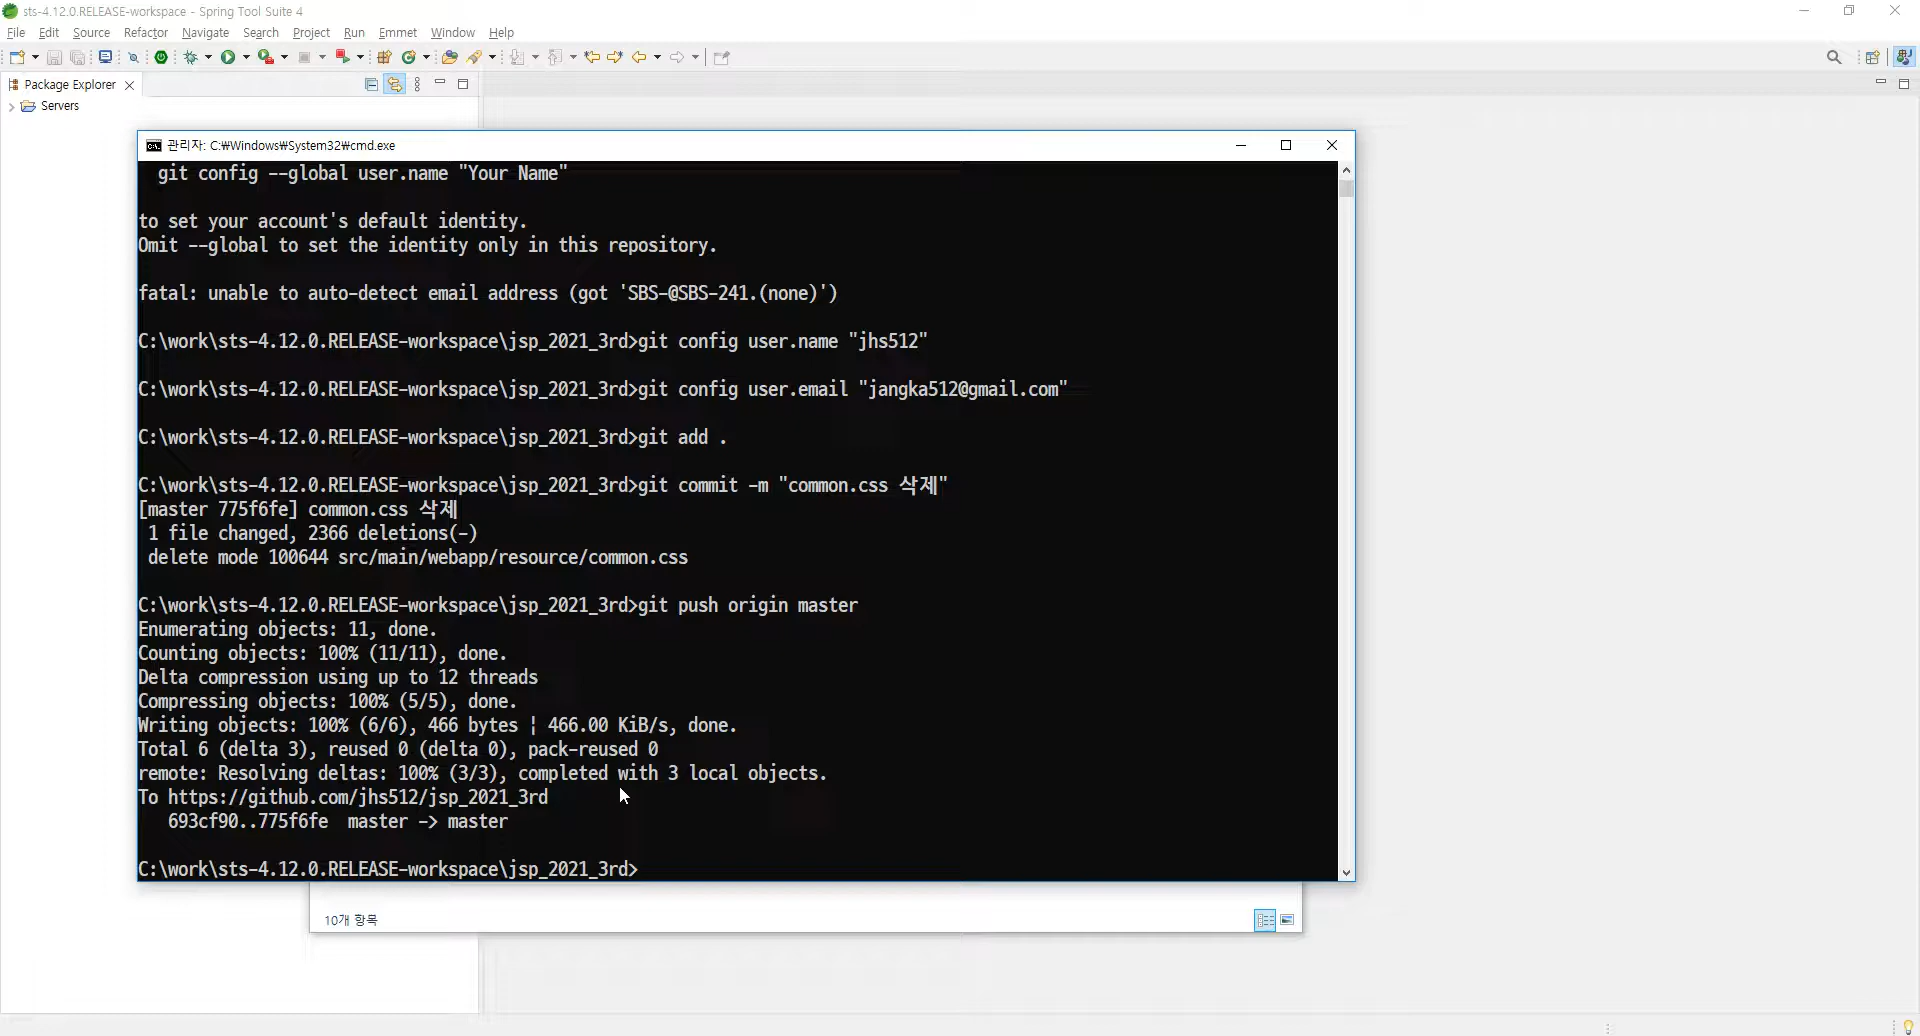 sts-4.12.0.RELEASE-workspace - Spring Tool Suite 4
File Edit Source Refactor Navigate Search Project Run Emmet Window Help
Package Explorer
Servers
관리자: C:₩Windows₩System32₩cmd.exe
git config --global user.name "Your Name"
to set your account's default identity.
Omit --global to set the identity only in this repository.
fatal: unable to auto-detect email address (got 'SBS-@SBS-241.(none)')
C:\work\sts-4.12.0.RELEASE-workspace\jsp_2021_3rd>git config user.name "jhs512"
C:\work\sts-4.12.0.RELEASE-workspace\jsp_2021_3rd>git config user.email "jangka512@gmail.com"
C:\work\sts-4.12.0.RELEASE-workspace\jsp_2021_3rd>git add .
C:\work\sts-4.12.0.RELEASE-workspace\jsp_2021_3rd>git commit -m "common.css 삭제"
[master 775f6fe] common.css 삭제
1 file changed, 2366 deletions(-)
delete mode 100644 src/main/webapp/resource/common.css
C:\work\sts-4.12.0.RELEASE-workspace\jsp_2021_3rd>git push origin master
Enumerating objects: 11, done.
Counting objects: 100% (11/11), done.
Delta compression using up to 12 threads
Compressing objects: 100% (5/5), done.
Writing objects: 100% (6/6), 466 bytes ¦ 466.00 KiB/s, done.
Total 6 (delta 3), reused 0 (delta 0), pack-reused 0
remote: Resolving deltas: 100% (3/3), completed with 3 local objects.
To https://github.com/jhs512/jsp_2021_3rd
693cf90..775f6fe master -> master
C:\work\sts-4.12.0.RELEASE-workspace\jsp_2021_3rd>
10개 항목